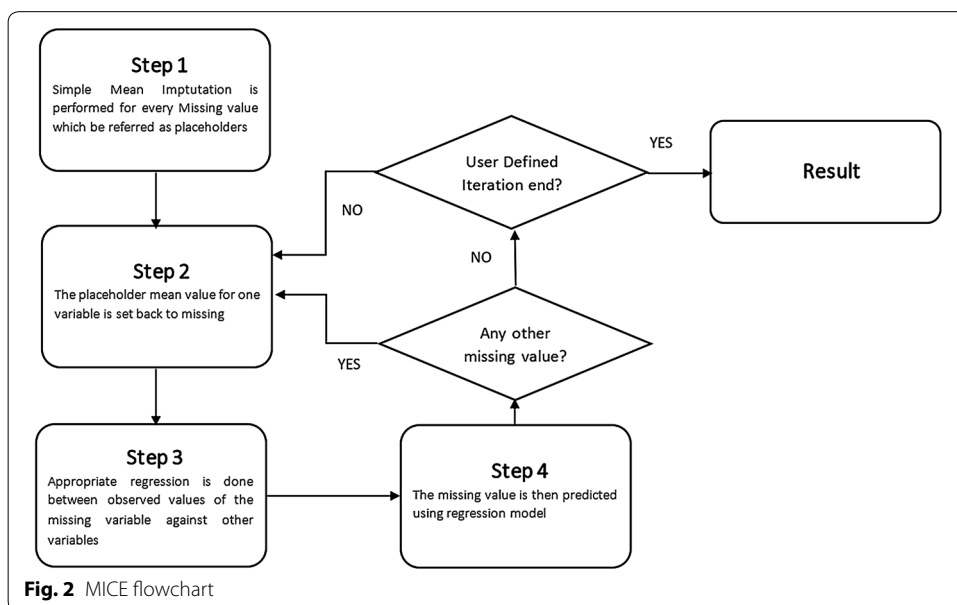 Step 1
Simple Mean Imptutation is
performed for every Missing value
which be referred as placeholders
User Defined
Iteration end?
YES
Result
NO
Step 2
The placeholder mean value for one
variable is set back to missing
NO
Any other
missing value?
YES
Step 3
Appropriate regression is done
between observed values of the
missing variable against other
variables
Step 4
The missing value is then predicted
using regression model
Fig. 2 MICE flowchart